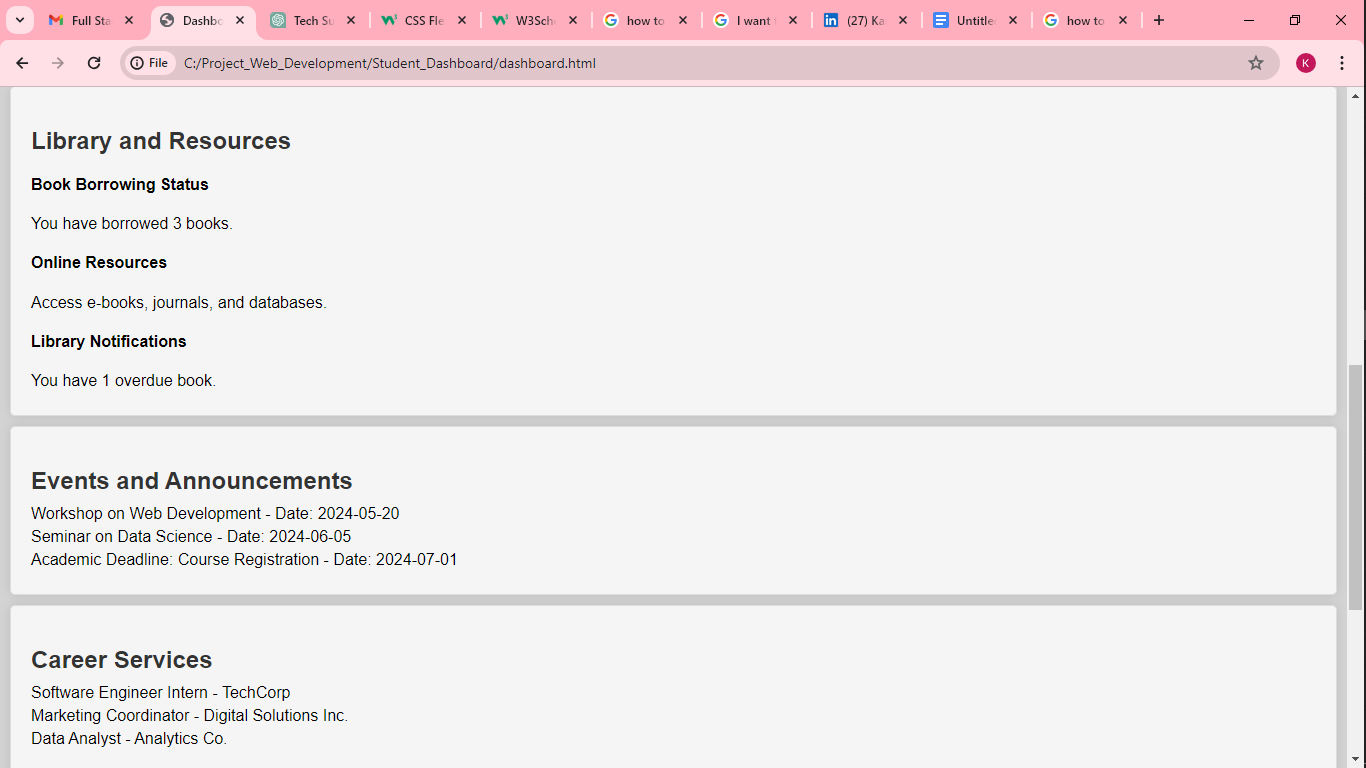 Full Sta
Dashbo
Tech Su
CSS Fle
W3Scho
how to
I want t
(27) Ka
Untitle
how to
File
C:/Project_Web_Development/Student_Dashboard/dashboard.html
K
Library and Resources
Book Borrowing Status
You have borrowed 3 books.
Online Resources
Access e-books, journals, and databases.
Library Notifications
You have 1 overdue book.
Events and Announcements
Workshop on Web Development - Date: 2024-05-20
Seminar on Data Science - Date: 2024-06-05
Academic Deadline: Course Registration - Date: 2024-07-01
Career Services
Software Engineer Intern - TechCorp
Marketing Coordinator - Digital Solutions Inc.
Data Analyst - Analytics Co.